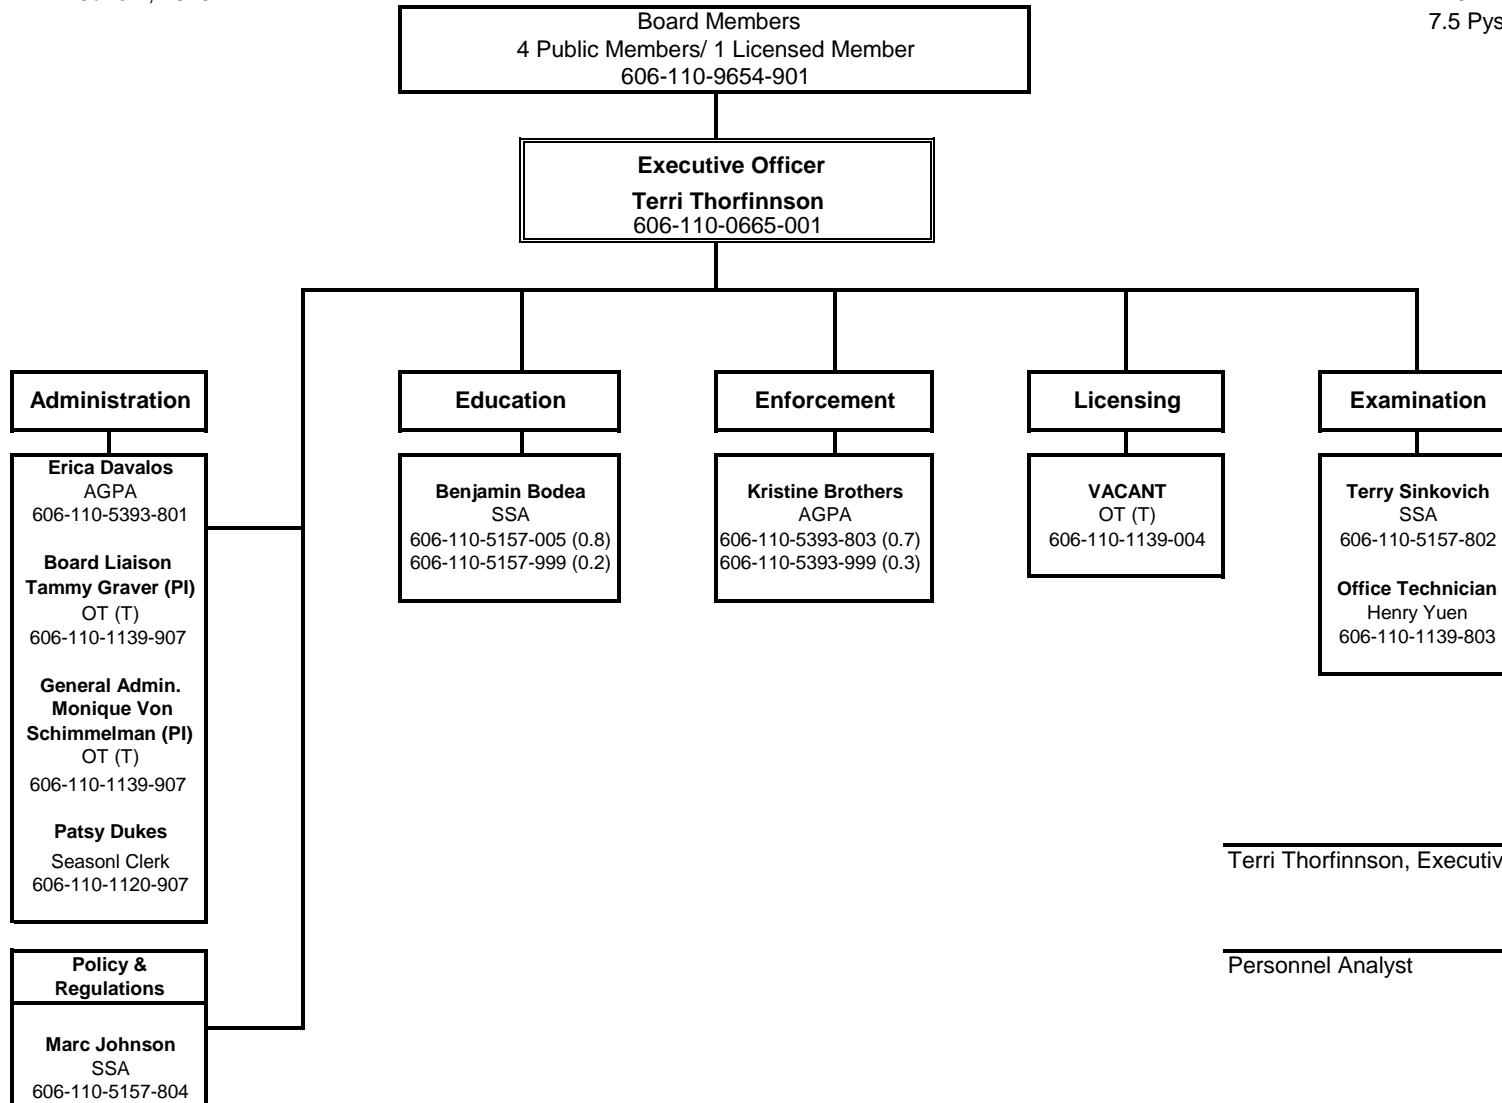 7.5 Pys
Board Members
4 Public Members/ 1 Licensed Member
606-110-9654-901
Executive Officer
Terri Thorfinnson
606-110-0665-001
Administration
Erica Davalos
AGPA
606-110-5393-801
Board Liaison
Tammy Graver (PI)
OT (T)
606-110-1139-907
General Admin.
Monique Von
Schimmelman (PI)
OT (T)
606-110-1139-907
Patsy Dukes
Seasonl Clerk
606-110-1120-907
Policy &
Regulations
Marc Johnson
SSA
606-110-5157-804
Education
Benjamin Bodea
SSA
606-110-5157-005 (0.8)
606-110-5157-999 (0.2)
Enforcement
Kristine Brothers
AGPA
606-110-5393-803 (0.7)
606-110-5393-999 (0.3)
Licensing
VACANT
OT (T)
606-110-1139-004
Examination
Terry Sinkovich
SSA
606-110-5157-802
Office Technician
Henry Yuen
606-110-1139-803
Terri Thorfinnson, Executiv
Personnel Analyst